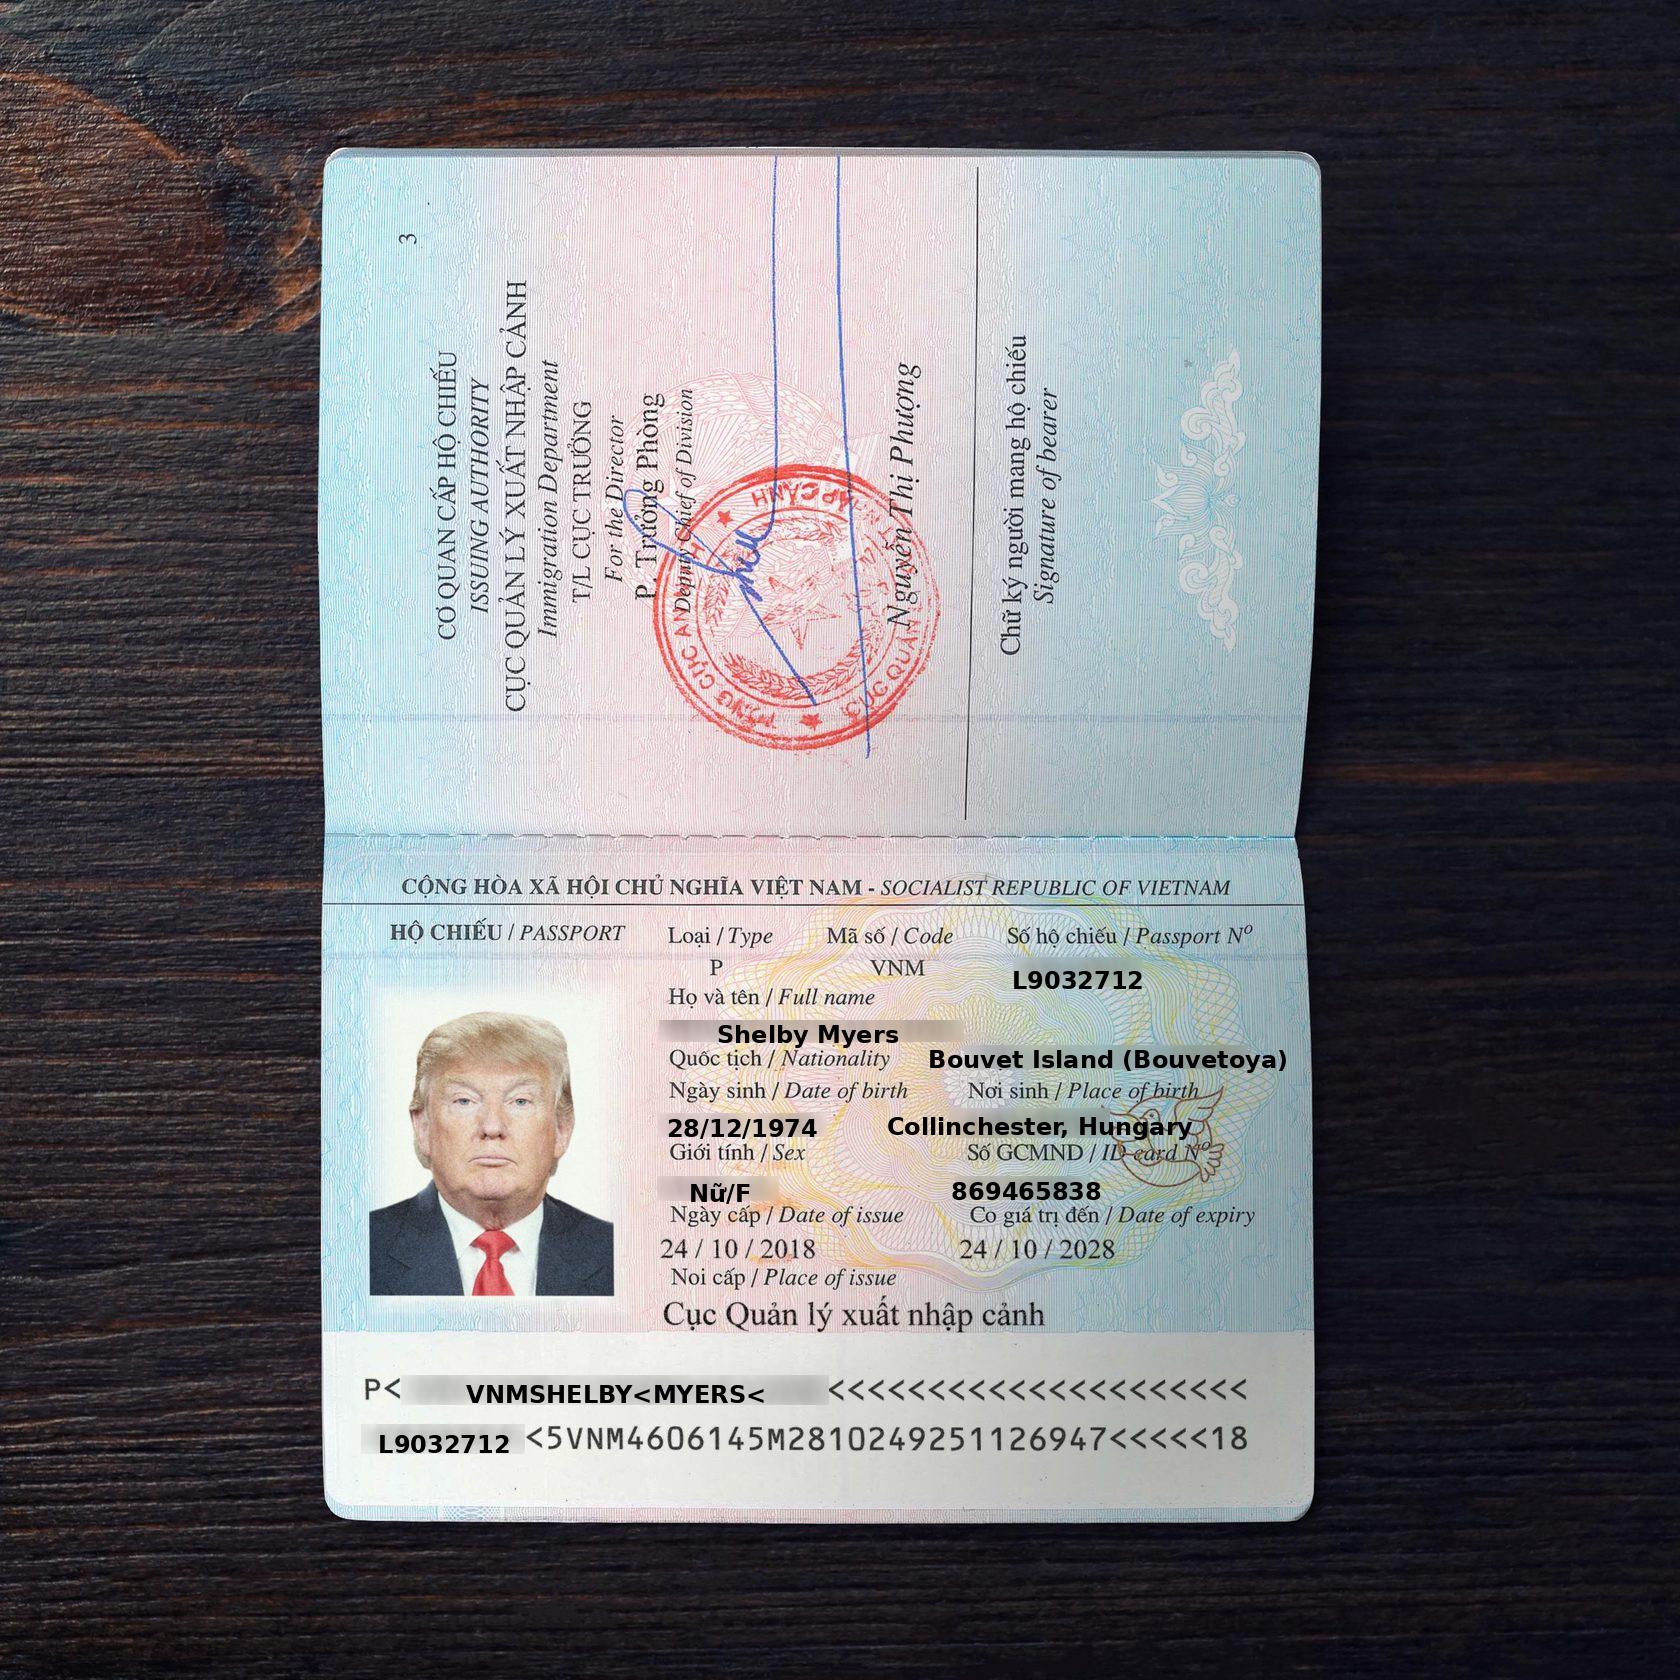 3
CƠ QUAN CẤP HỘ CHIẾU
ISSUING AUTHORITY
CỤC QUẢN LÝ XUẤT NHẬP CẢNH
Immigration Department
T/L CỤC TRƯỞNG
For the Director
P. Trưởng Phòng
Deputy Chief of Division
Nguyễn Thị Phượng
Chữ ký người mang hộ chiếu
Signature of bearer
CỘNG HÒA XÃ HỘI CHỦ NGHĨA VIỆT NAM - SOCIALIST REPUBLIC OF VIETNAM
HỘ CHIẾU / PASSPORT
Loại / Type Mã số / Code Số hộ chiếu / Passport Nº
P VNM L9032712
Họ và tên / Full name
Shelby Myers
Quốc tịch / Nationality Bouvet Island (Bouvetoya)
Ngày sinh / Date of birth Nơi sinh / Place of birth
28/12/1974 Collinchester, Hungary
Giới tính / Sex Số GCMND / ID card Nº
Nữ/F 869465838
Ngày cấp / Date of issue Có giá trị đến / Date of expiry
24 / 10 / 2018 24 / 10 / 2028
Noi cấp / Place of issue
Cục Quản lý xuất nhập cảnh
P< VNMSHELBY<MYERS< <<<<<<<<<<<<<<<<<<<<<<
L9032712 <5VNM4606145M2810249251126947<<<<<18